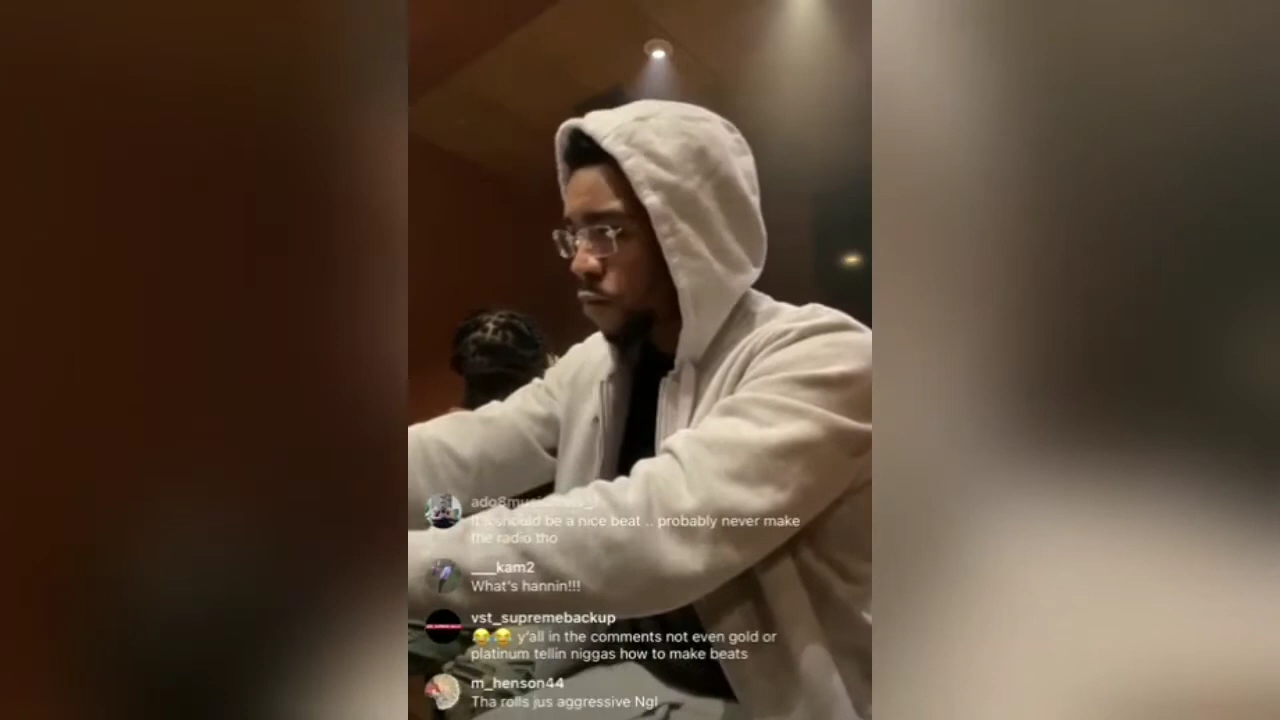 should be a nice beat .. probably never make
the radio tho
___kam2
What's hannin!!!
vst_supremebackup
😂😂 y'all in the comments not even gold or
platinum tellin niggas how to make beats
m_henson44
Tha rolls jus aggressive Ngl